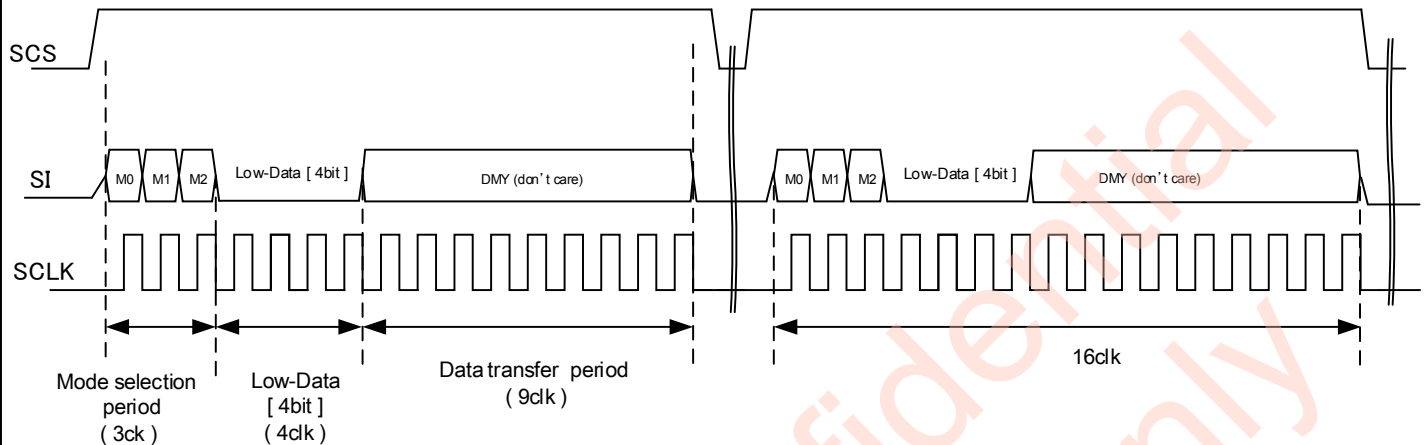 SCS
SI
M0 M1 M2 Low-Data [ 4bit ] DMY (don't care)
M0 M1 M2 Low-Data [ 4bit ] DMY (don't care)
SCLK
Mode selection
period
( 3ck )
Low-Data
[ 4bit ]
( 4clk )
Data transfer period
( 9clk )
16clk